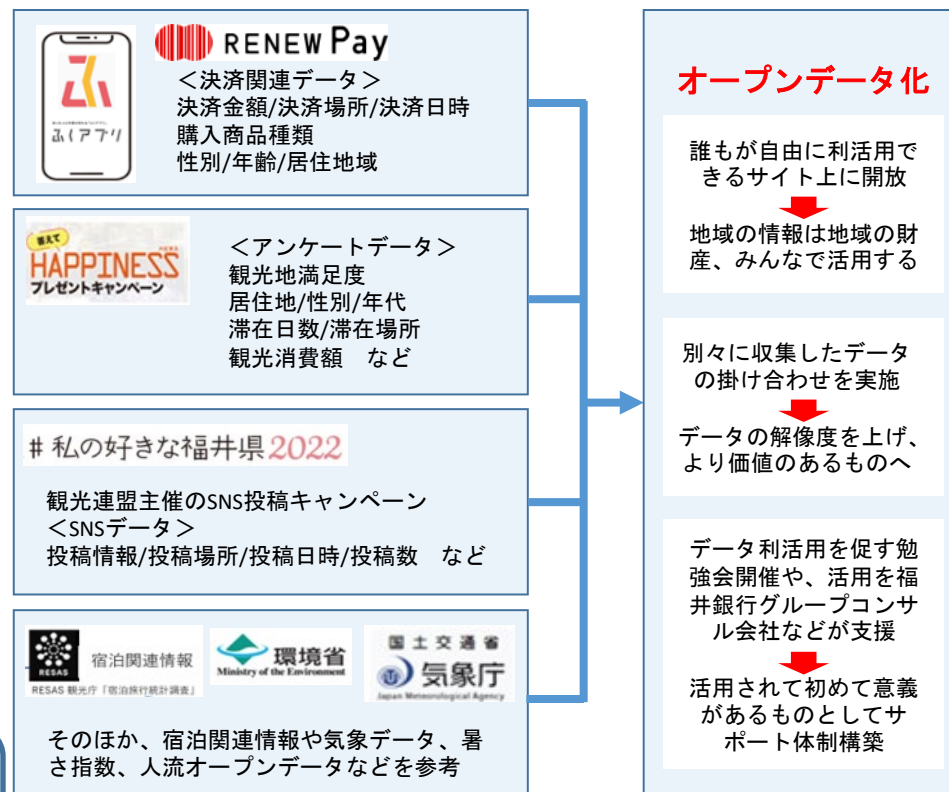 ふ
ふくアプリ
RENEW Pay
＜決済関連データ＞
決済金額/決済場所/決済日時
購入商品種類
性別/年齢/居住地域
答えて
HAPPINESS
プレゼントキャンペーン
＜アンケートデータ＞
観光地満足度
居住地/性別/年代
滞在日数/滞在場所
観光消費額　など
#私の好きな福井県2022
観光連盟主催のSNS投稿キャンペーン
＜SNSデータ＞
投稿情報/投稿場所/投稿日時/投稿数　など
RESAS
宿泊関連情報
RESAS 観光庁「宿泊旅行統計調査」
環境省
Ministry of the Environment
国土交通省
気象庁
Japan Meteorological Agency
そのほか、宿泊関連情報や気象データ、暑
さ指数、人流オープンデータなどを参考
オープンデータ化
誰もが自由に利活用で
きるサイト上に開放
地域の情報は地域の財
産、みんなで活用する
別々に収集したデータ
の掛け合わせを実施
データの解像度を上げ、
より価値のあるものへ
データ利活用を促す勉
強会開催や、活用を福
井銀行グループコンサ
ル会社などが支援
活用されて初めて意義
があるものとしてサ
ポート体制構築